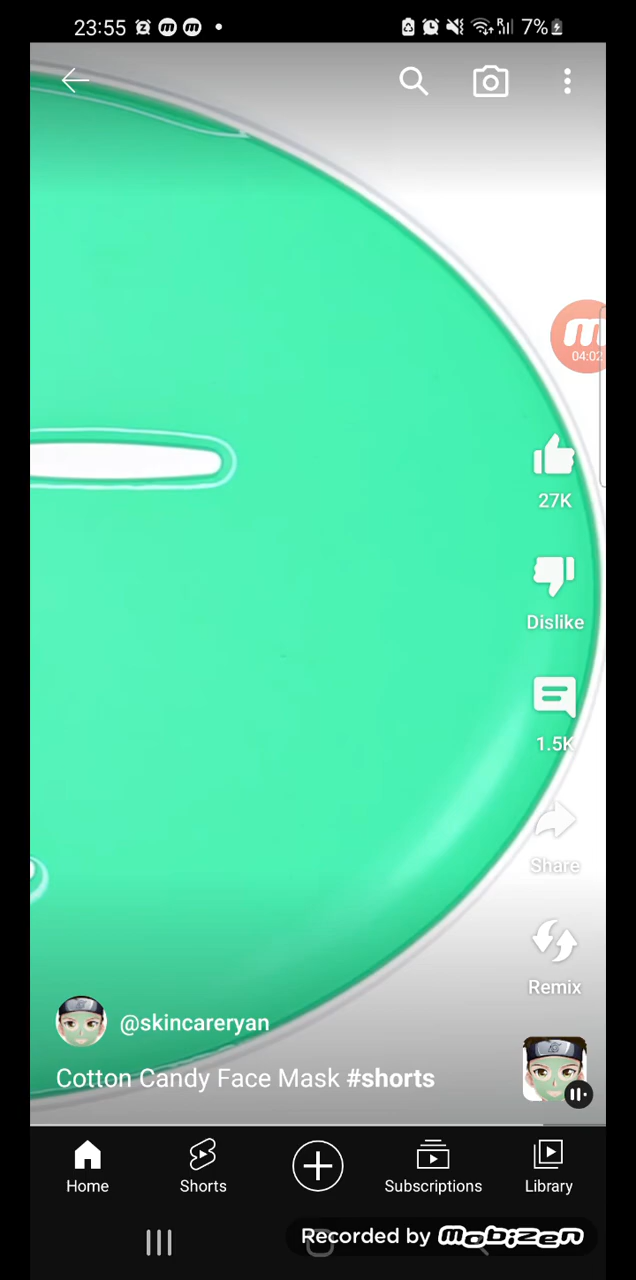 23:55
R
7%
04:02
27K
Dislike
1.5K
Share
Remix
@skincareryan
Cotton Candy Face Mask #shorts
Home
Shorts
Subscriptions
Library
Recorded by mobizen